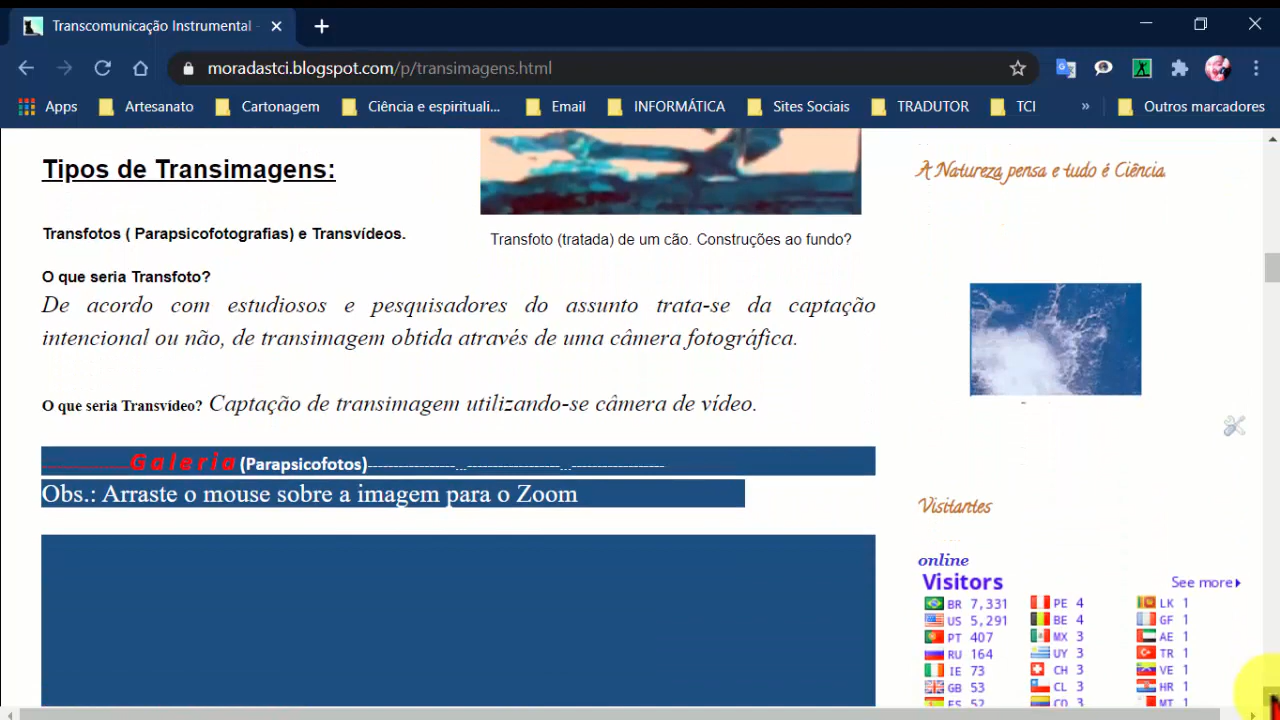 Transcomunicação Instrumental -
moradastci.blogspot.com/p/transimagens.html
Apps Artesanato Cartonagem Ciência e espirituali... Email INFORMÁTICA Sites Sociais TRADUTOR TCI » Outros marcadores
Tipos de Transimagens:
Transfotos ( Parapsicofotografias) e Transvídeos.
Transfoto (tratada) de um cão. Construções ao fundo?
O que seria Transfoto?
De acordo com estudiosos e pesquisadores do assunto trata-se da captação
intencional ou não, de transimagem obtida através de uma câmera fotográfica.
O que seria Transvídeo? Captação de transimagem utilizando-se câmera de vídeo.
------------------Galeria (Parapsicofotos)-----------------...------------------...------------------
Obs.: Arraste o mouse sobre a imagem para o Zoom
A Natureza pensa e tudo é Ciência
Visitantes
online
Visitors See more
BR 7,331 PE 4 LK 1
US 5,291 BE 4 GF 1
PT 407 MX 3 AE 1
RU 164 UY 3 TR 1
IE 73 CH 3 VE 1
GB 53 CL 3 HR 1
ES 52 CO 3 MT 1